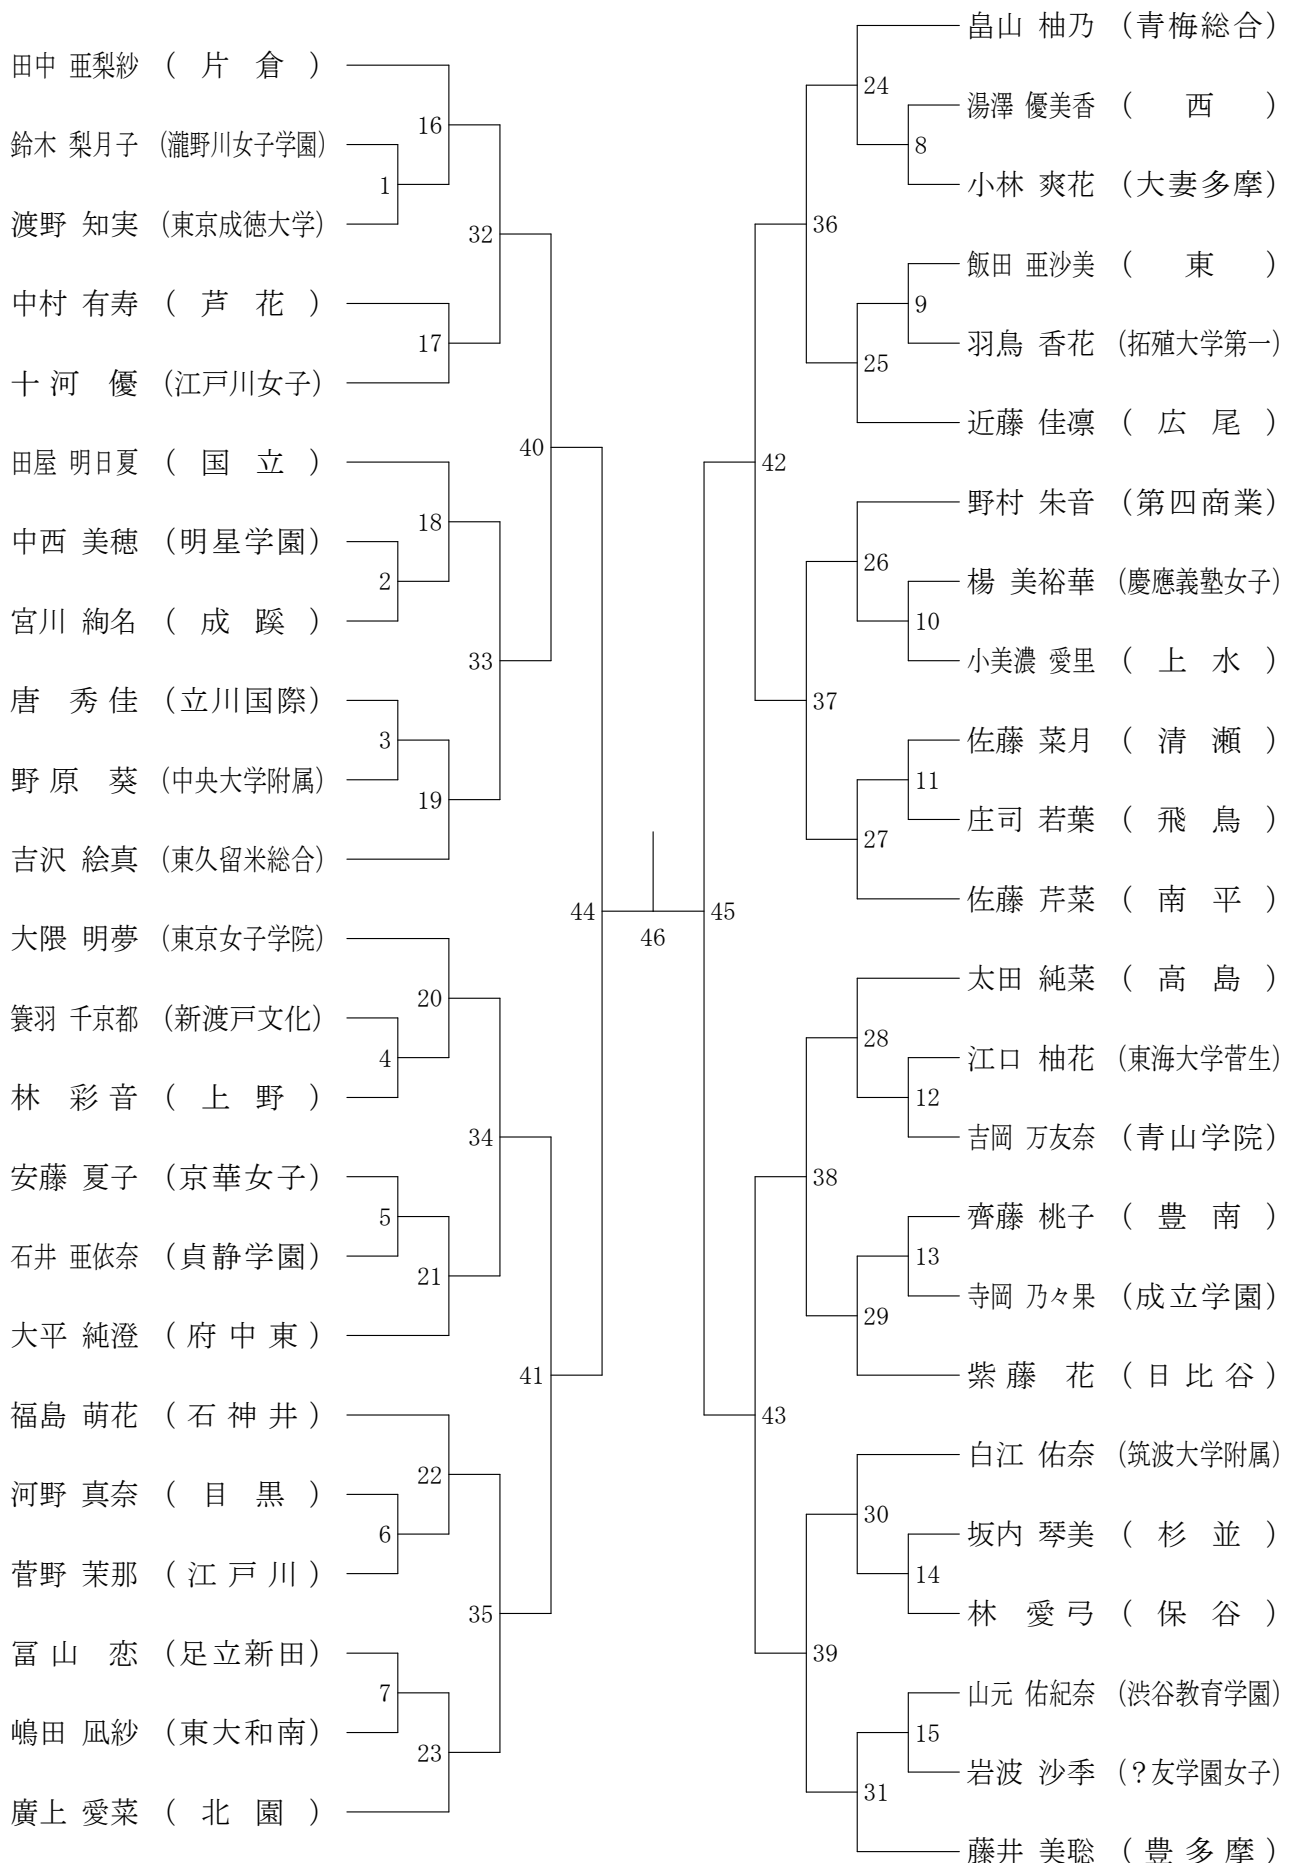 田中 亜梨紗 (片倉)
16
鈴木 梨月子 (瀧野川女子学園)
1
渡野 知実 (東京成徳大学)
32
中村 有寿 (芦花)
17
十河 優 (江戸川女子)
田屋 明日夏 (国立)
40
18
中西 美穂 (明星学園)
2
宮川 絢名 (成蹊)
33
唐 秀佳 (立川国際)
3
野原 葵 (中央大学附属)
19
吉沢 絵真 (東久留米総合)
44
大隈 明夢 (東京女子学院)
20
簑羽 千京都 (新渡戸文化)
4
林 彩音 (上野)
34
安藤 夏子 (京華女子)
5
石井 亜依奈 (貞静学園)
21
大平 純澄 (府中東)
41
福島 萌花 (石神井)
22
河野 真奈 (目黒)
6
菅野 茉那 (江戸川)
35
冨山 恋 (足立新田)
7
嶋田 凪紗 (東大和南)
23
廣上 愛菜 (北園)
46
畠山 柚乃 (青梅総合)
24
湯澤 優美香 (西)
8
小林 爽花 (大妻多摩)
36
飯田 亜沙美 (東)
9
羽鳥 香花 (拓殖大学第一)
25
近藤 佳凛 (広尾)
42
野村 朱音 (第四商業)
26
楊 美裕華 (慶應義塾女子)
10
小美濃 愛里 (上水)
37
佐藤 菜月 (清瀬)
11
庄司 若葉 (飛鳥)
27
佐藤 芹菜 (南平)
45
太田 純菜 (高島)
28
江口 柚花 (東海大学菅生)
12
吉岡 万友奈 (青山学院)
38
齊藤 桃子 (豊南)
13
寺岡 乃々果 (成立学園)
29
紫藤 花 (日比谷)
43
白江 佑奈 (筑波大学附属)
30
坂内 琴美 (杉並)
14
林 愛弓 (保谷)
39
山元 佑紀奈 (渋谷教育学園)
15
岩波 沙季 (?友学園女子)
31
藤井 美聡 (豊多摩)